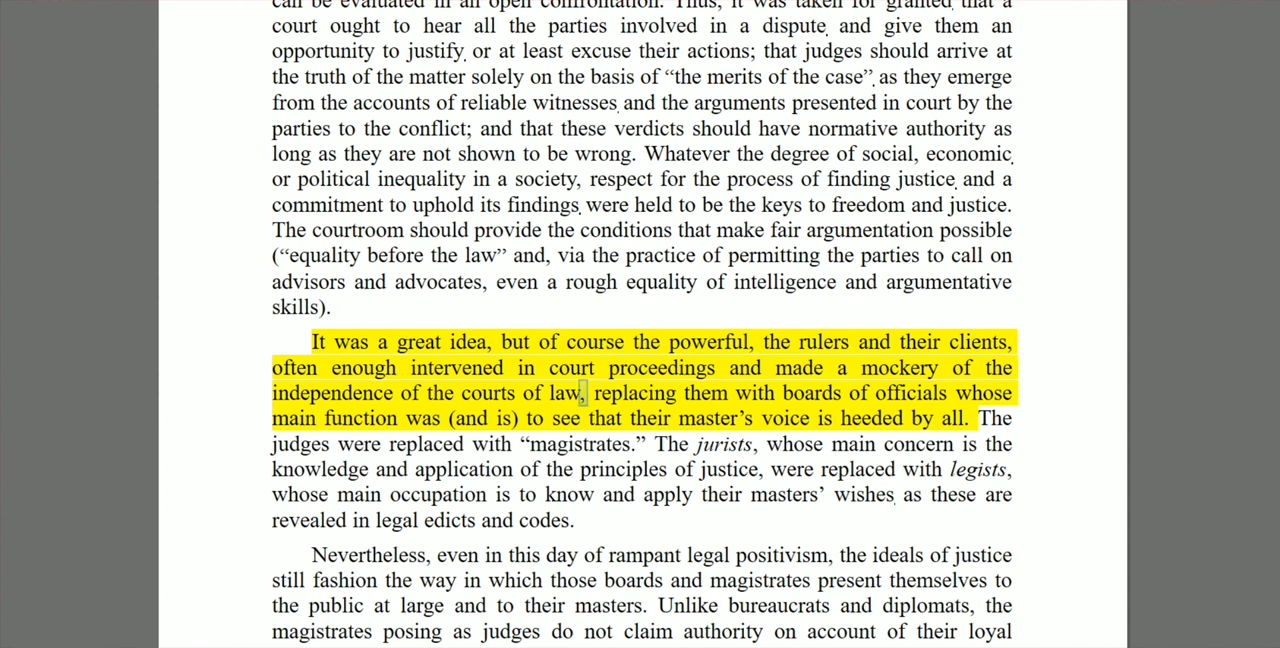 can be evaluated in an open confrontation. Thus, it was taken for granted that a
court ought to hear all the parties involved in a dispute, and give them an
opportunity to justify, or at least excuse their actions; that judges should arrive at
the truth of the matter solely on the basis of “the merits of the case”, as they emerge
from the accounts of reliable witnesses, and the arguments presented in court by the
parties to the conflict; and that these verdicts should have normative authority as
long as they are not shown to be wrong. Whatever the degree of social, economic,
or political inequality in a society, respect for the process of finding justice, and a
commitment to uphold its findings, were held to be the keys to freedom and justice.
The courtroom should provide the conditions that make fair argumentation possible
(“equality before the law” and, via the practice of permitting the parties to call on
advisors and advocates, even a rough equality of intelligence and argumentative
skills).
It was a great idea, but of course the powerful, the rulers and their clients,
often enough intervened in court proceedings and made a mockery of the
independence of the courts of law, replacing them with boards of officials whose
main function was (and is) to see that their master’s voice is heeded by all. The
judges were replaced with “magistrates.” The jurists, whose main concern is the
knowledge and application of the principles of justice, were replaced with legists,
whose main occupation is to know and apply their masters’ wishes, as these are
revealed in legal edicts and codes.
Nevertheless, even in this day of rampant legal positivism, the ideals of justice
still fashion the way in which those boards and magistrates present themselves to
the public at large and to their masters. Unlike bureaucrats and diplomats, the
magistrates posing as judges do not claim authority on account of their loyal